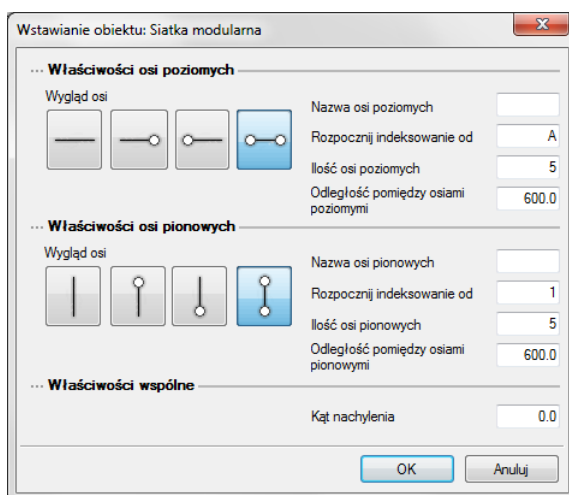 Wstawianie obiektu: Siatka modularna
Właściwości osi poziomych
Wygląd osi
Nazwa osi poziomych
Rozpocznij indeksowanie od A
Ilość osi poziomych 5
Odległość pomiędzy osiami
poziomymi 600.0
Właściwości osi pionowych
Wygląd osi
Nazwa osi pionowych
Rozpocznij indeksowanie od 1
Ilość osi pionowych 5
Odległość pomiędzy osiami
pionowymi 600.0
Właściwości wspólne
Kąt nachylenia 0.0
OK Anuluj